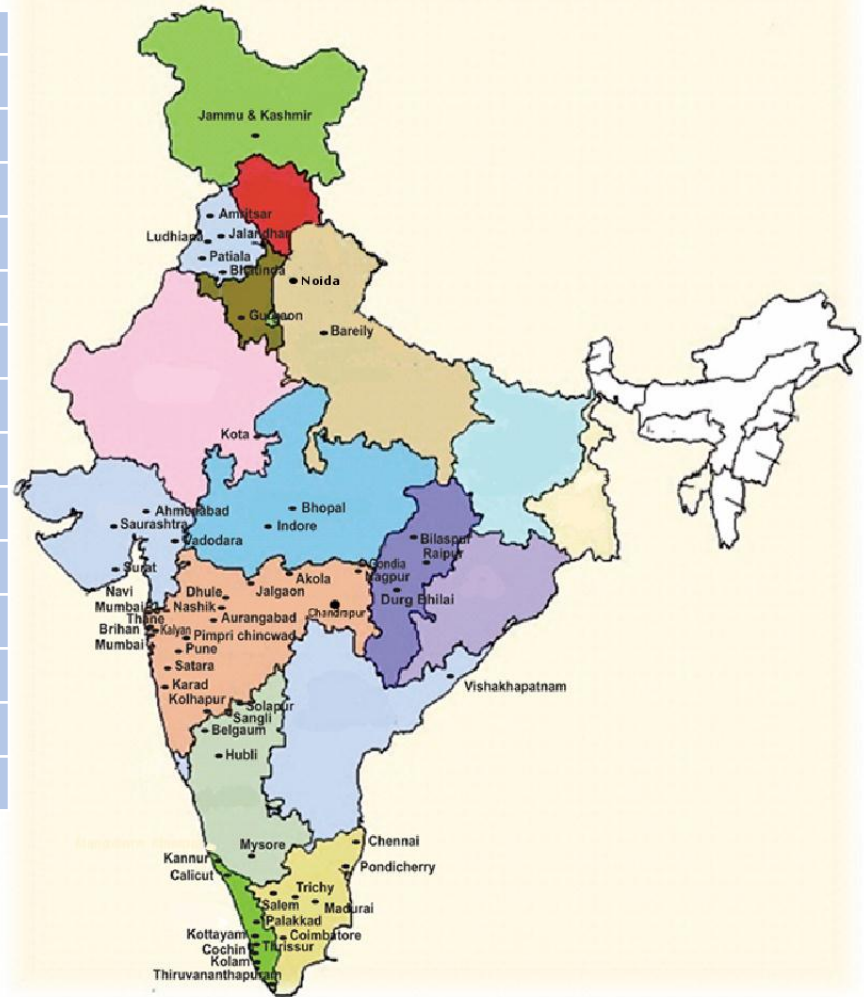 Jammu & Kashmir
Amritsar
Jalandhar
Ludhiana
Patiala
Bhatinda
Noida
Gurgaon
Bareily
Kota
Bhopal
Ahmedabad
Saurashtra
Indore
Vadodara
Bilaspur
Raipur
Gondia
Surat
Nagpur
Akola
Navi
Mumbai
Dhule
Jalgaon
Durg Bhilai
Nashik
Chandrapur
Thane
Aurangabad
Brihan
Mumbai
Kalyan
Pimpri chincwad
Pune
Satara
Karad
Vishakhapatnam
Kolhapur
Solapur
Sangli
Belgaum
Hubli
Chennai
Mysore
Kannur
Pondicherry
Calicut
Trichy
Salem
Madurai
Palakkad
Kottayam
Coimbatore
Cochin
Thrissur
Kolam
Thiruvananthapuram